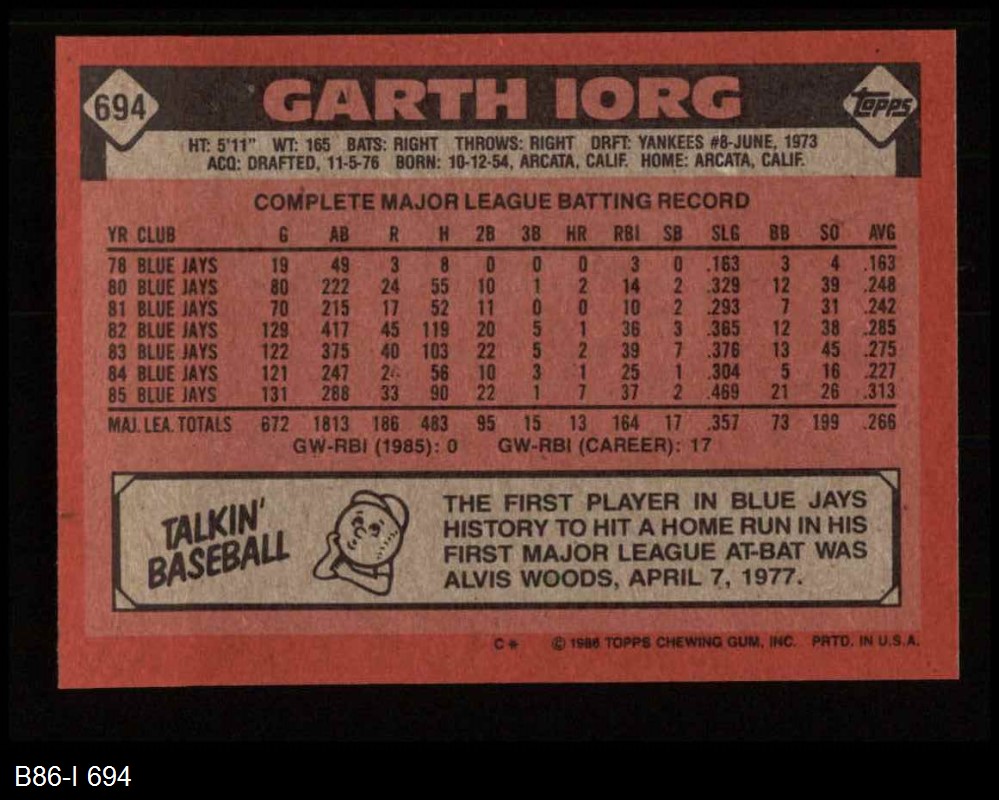 694 GARTH IORG Topps
HT: 5'11" WT: 165 BATS: RIGHT THROWS: RIGHT DRFT: YANKEES #8-JUNE, 1973
ACQ: DRAFTED, 11-5-76 BORN: 10-12-54, ARCATA, CALIF. HOME: ARCATA, CALIF.
COMPLETE MAJOR LEAGUE BATTING RECORD
YR CLUB G AB R H 2B 3B HR RBI SB SLG BB SO AVG
78 BLUE JAYS 19 49 3 8 0 0 0 3 0 .163 3 4 .163
80 BLUE JAYS 80 222 24 55 10 1 2 14 2 .329 12 39 .248
81 BLUE JAYS 70 215 17 52 11 0 0 10 2 .293 7 31 .242
82 BLUE JAYS 129 417 45 119 20 5 1 36 3 .365 12 38 .285
83 BLUE JAYS 122 375 40 103 22 5 2 39 7 .376 13 45 .275
84 BLUE JAYS 121 247 56 10 3 1 25 1 .304 5 16 .227
85 BLUE JAYS 131 288 33 90 22 1 7 37 2 .469 21 26 .313
MAJ. LEA. TOTALS 672 1813 186 483 95 15 13 164 17 .357 73 199 .266
GW-RBI (1985): 0 GW-RBI (CAREER): 17
TALKIN'
BASEBALL
THE FIRST PLAYER IN BLUE JAYS
HISTORY TO HIT A HOME RUN IN HIS
FIRST MAJOR LEAGUE AT-BAT WAS
ALVIS WOODS, APRIL 7, 1977.
C* © 1986 TOPPS CHEWING GUM, INC. PRTD. IN U.S.A.
B86-I 694